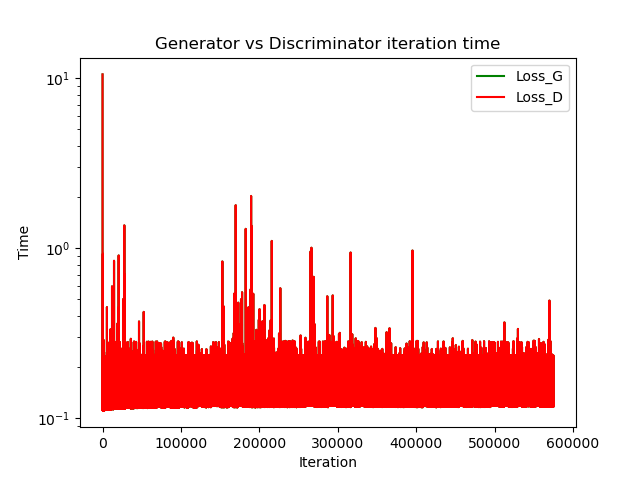 Generator vs Discriminator iteration time
Loss_G
Loss_D
10¹
10⁰
10⁻¹
Time
0 100000 200000 300000 400000 500000 600000
Iteration